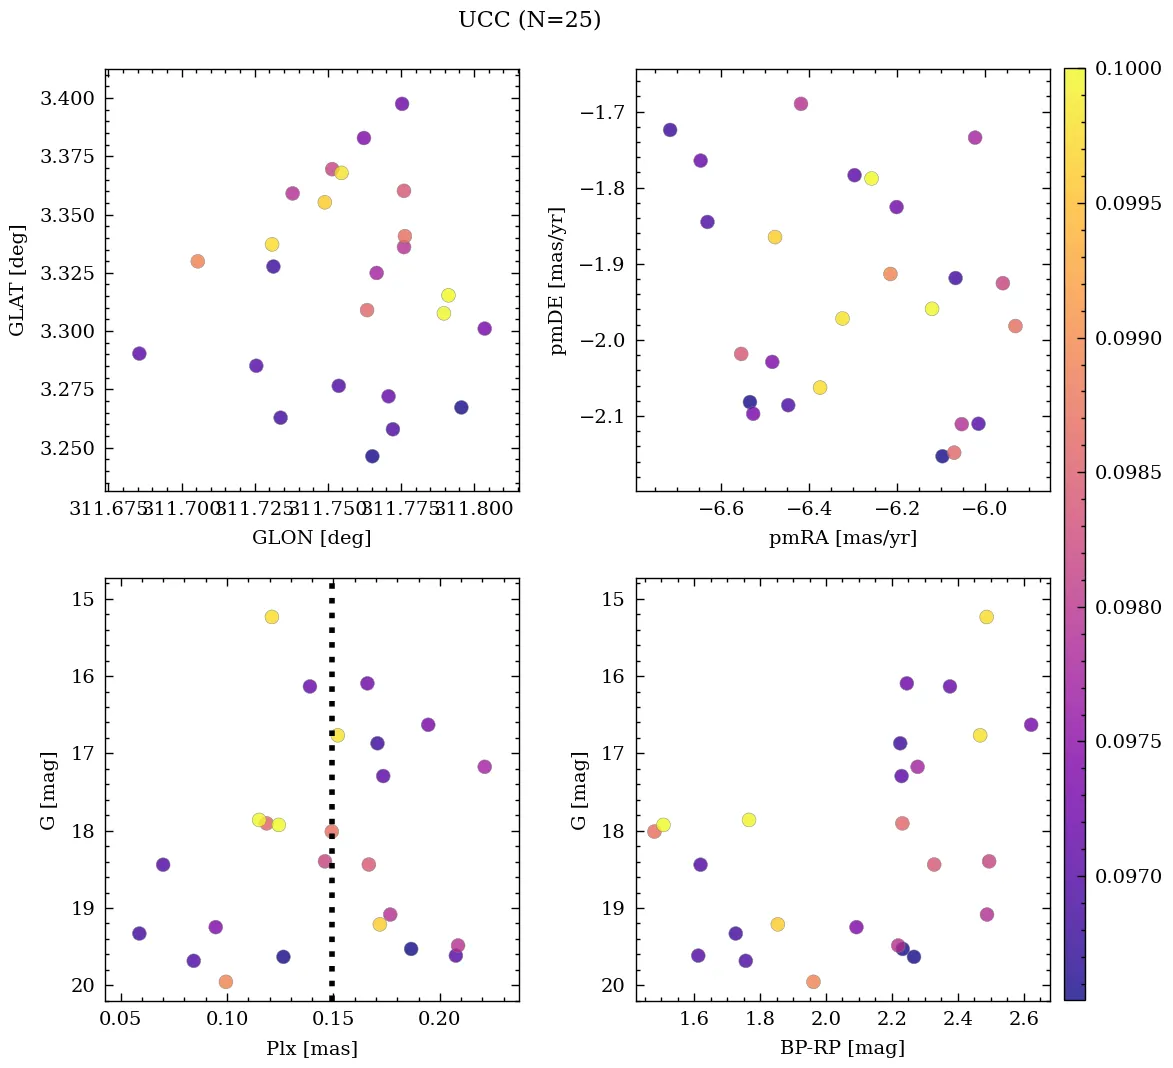 UCC (N=25)
3.400
3.375
3.350
3.325
3.300
3.275
3.250
GLAT [deg]
311.675 311.700 311.725 311.750 311.775 311.800
GLON [deg]
−1.7
−1.8
−1.9
−2.0
−2.1
pmDE [mas/yr]
−6.6 −6.4 −6.2 −6.0
pmRA [mas/yr]
15
16
17
18
19
20
G [mag]
0.05 0.10 0.15 0.20
Plx [mas]
15
16
17
18
19
20
G [mag]
1.6 1.8 2.0 2.2 2.4 2.6
BP-RP [mag]
0.1000
0.0995
0.0990
0.0985
0.0980
0.0975
0.0970